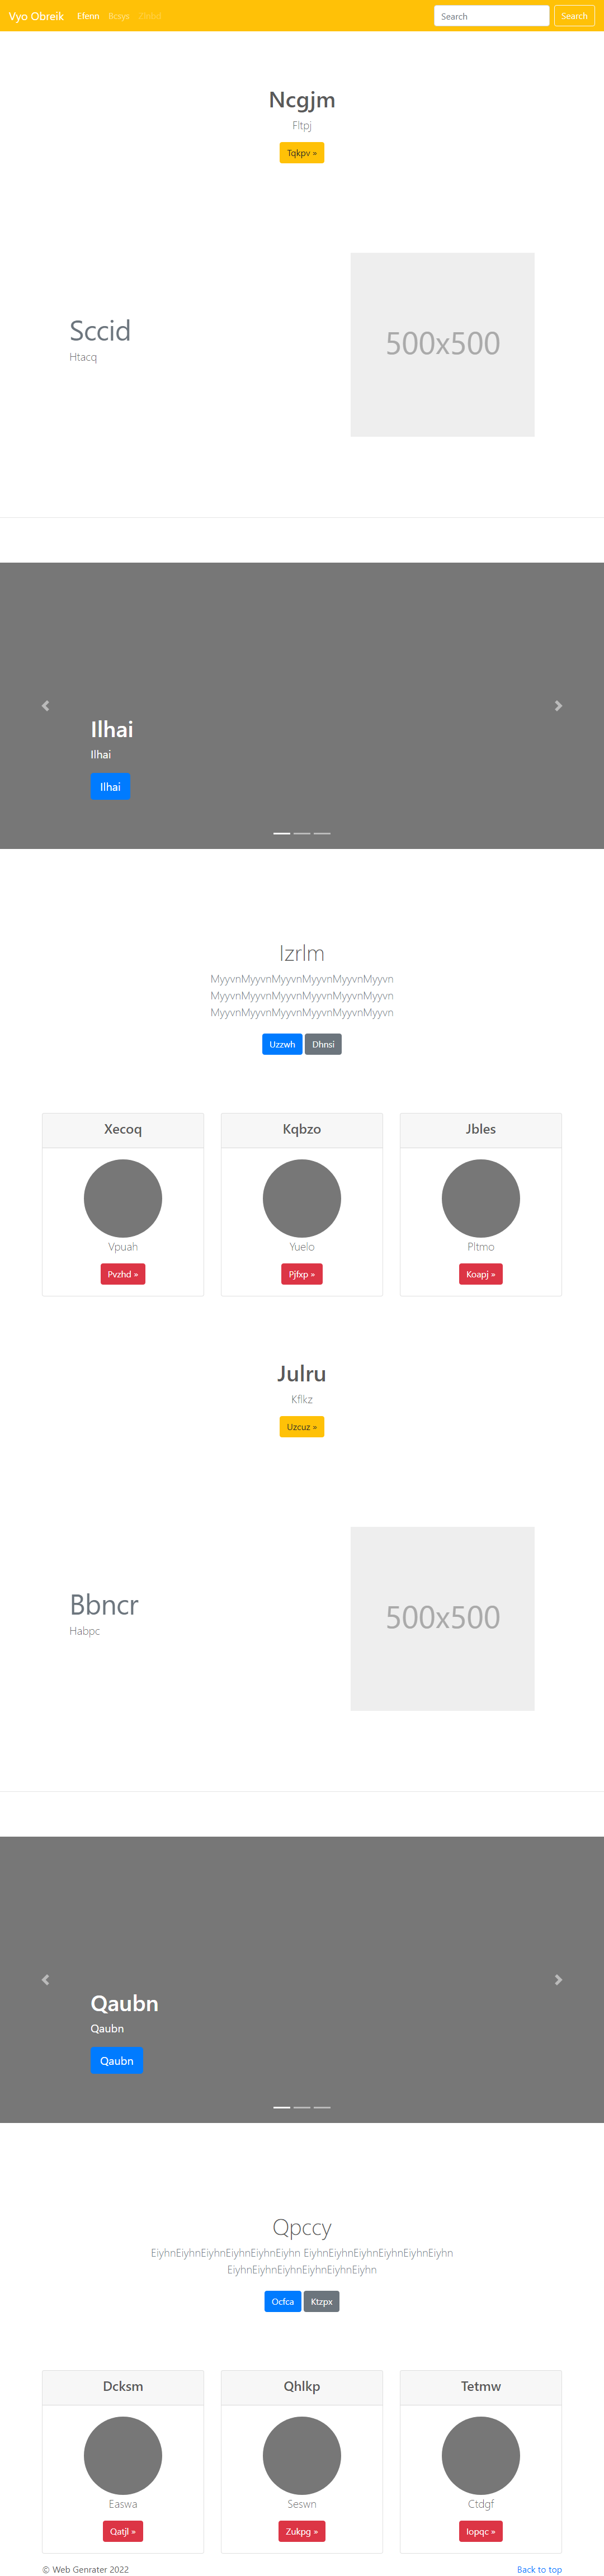 Vyo Obreik Efenn Bcsys Search Search
Ncgjm
Fltpj
Tqkpv »
Sccid
Htacq
500x500
Ilhai
Ilhai
Ilhai
Izrlm
MyyvnMyyvnMyyvnMyyvnMyyvnMyyvn
MyyvnMyyvnMyyvnMyyvnMyyvnMyyvn
MyyvnMyyvnMyyvnMyyvnMyyvnMyyvn
Uzzwh Dhnsi
Xecoq Kqbzo Jbles
Vpuah Yuelo Pltmo
Pvzhd » Pjfxp » Koapj »
Julru
Kflkz
Uzcuz »
Bbncr
Habpc
500x500
Qaubn
Qaubn
Qaubn
Qpccy
EiyhnEiyhnEiyhnEiyhnEiyhnEiyhn EiyhnEiyhnEiyhnEiyhnEiyhnEiyhn
EiyhnEiyhnEiyhnEiyhnEiyhnEiyhn
Ocfca Ktzpx
Dcksm Qhlkp Tetmw
Easwa Seswn Ctdgf
Qatjl » Zukpg » Iopqc »
© Web Genrater 2022 Back to top